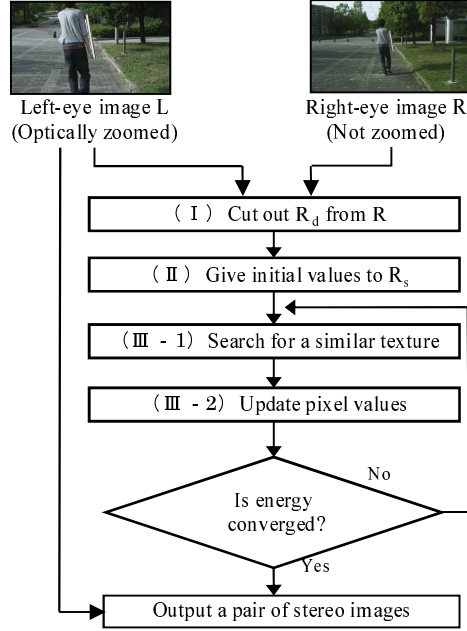 Left-eye image L
(Optically zoomed)
Right-eye image R
(Not zoomed)
(Ⅰ) Cut out Rd from R
(Ⅱ) Give initial values to Rs
(Ⅲ - 1) Search for a similar texture
(Ⅲ - 2) Update pixel values
No
Is energy
converged?
Yes
Output a pair of stereo images